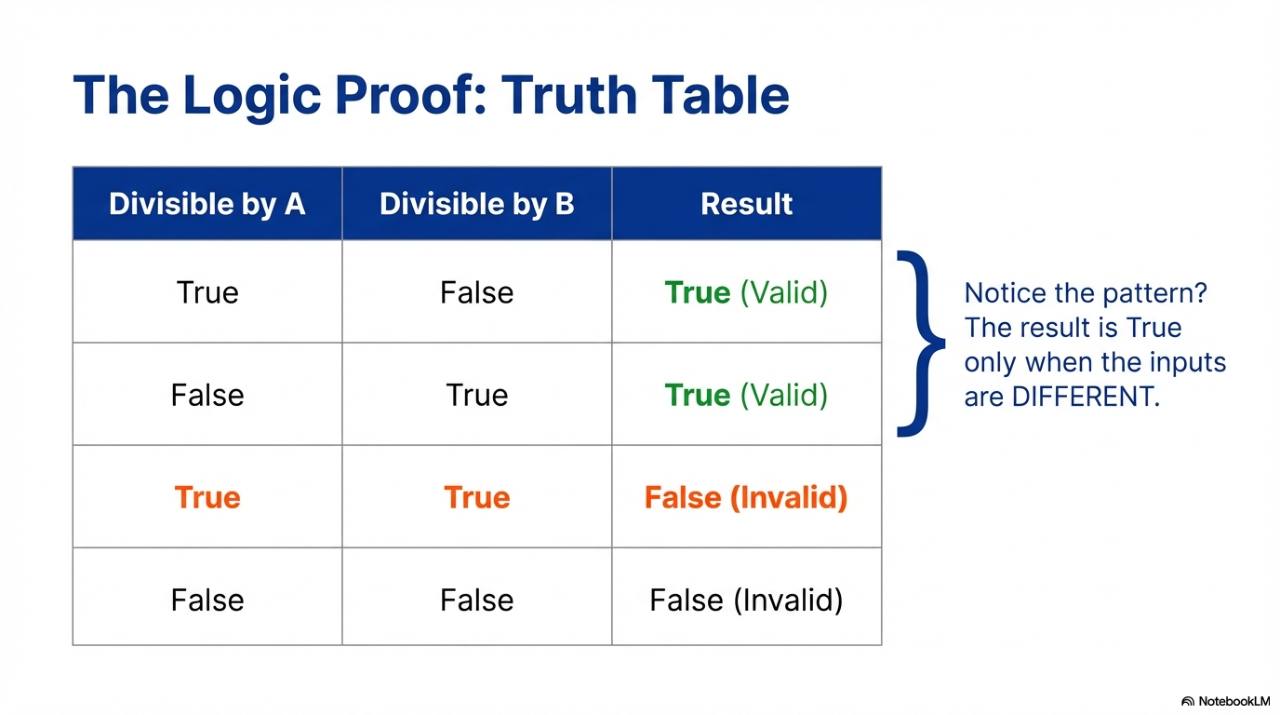 The Logic Proof: Truth Table
Divisible by A Divisible by B Result
True False True (Valid)
False True True (Valid)
True True False (Invalid)
False False False (Invalid)
Notice the pattern?
The result is True
only when the inputs
are DIFFERENT.
NotebookLM